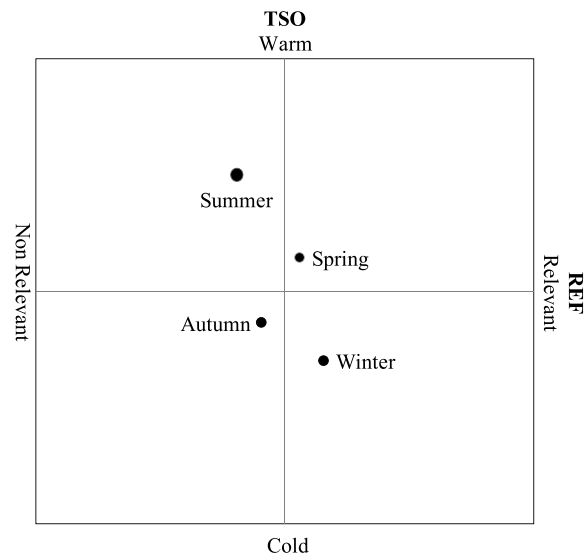 TSO
Warm
Summer
Spring
Non Relevant
Relevant
REF
Autumn
Winter
Cold